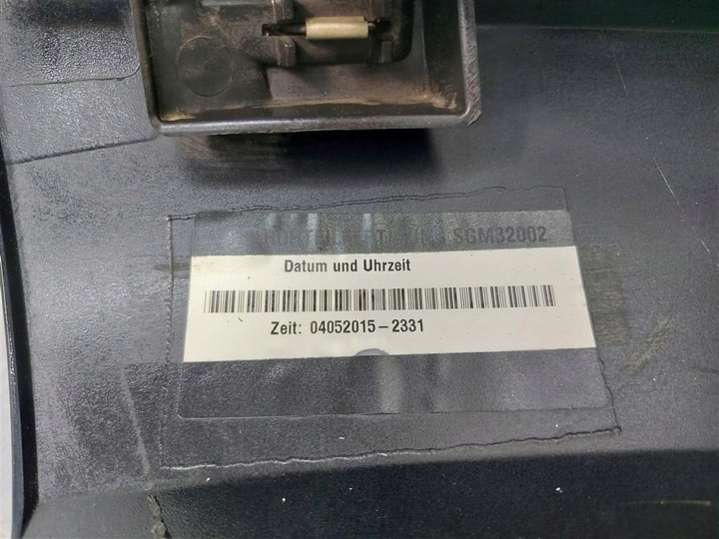 SGM32002
Datum und Uhrzeit
Zeit: 04052015–2331